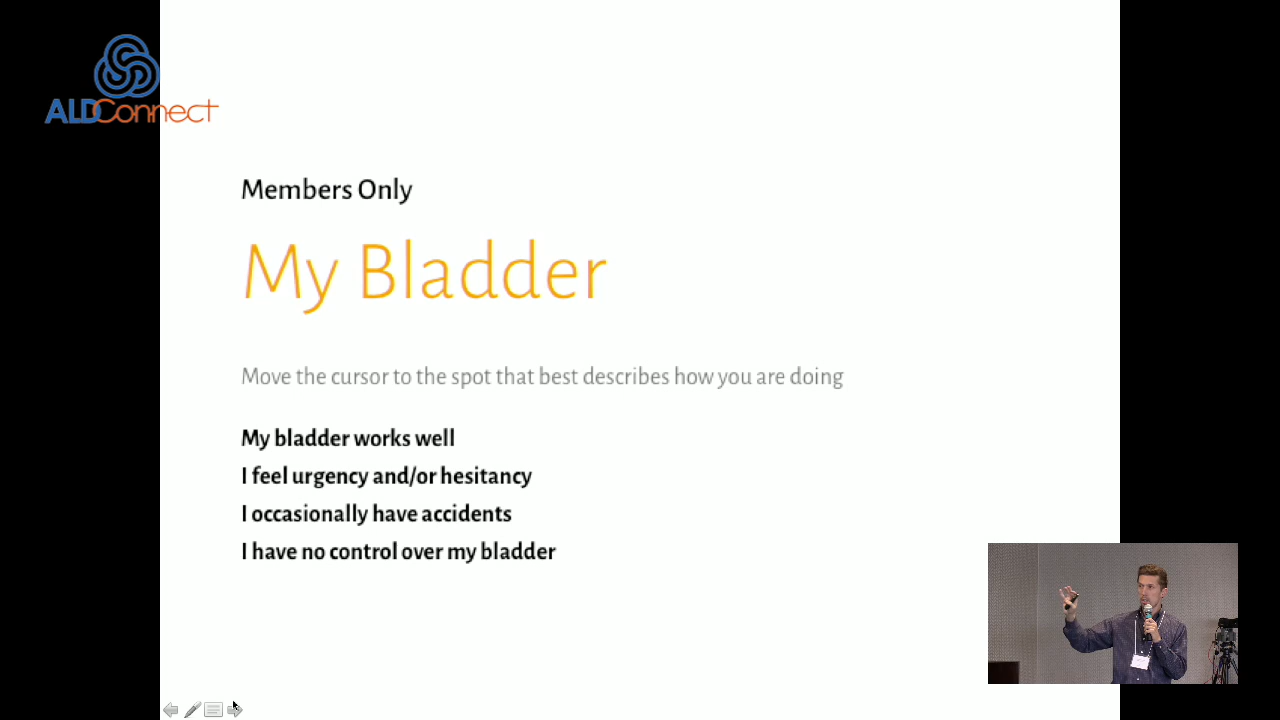 ALDConnect
Members Only
My Bladder
Move the cursor to the spot that best describes how you are doing
My bladder works well
I feel urgency and/or hesitancy
I occasionally have accidents
I have no control over my bladder